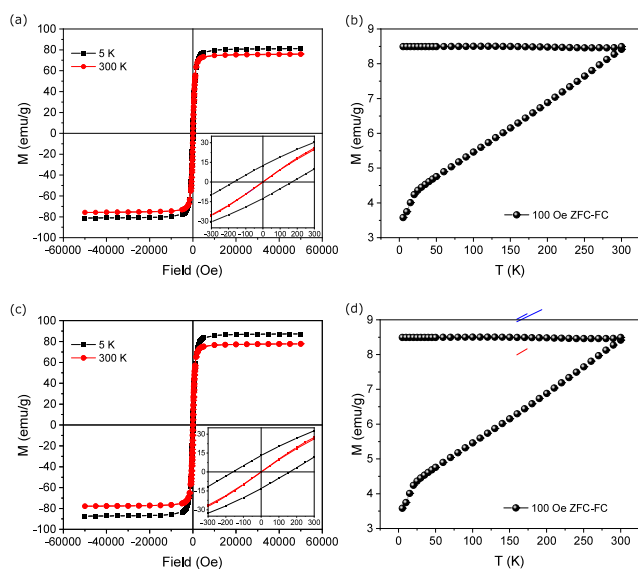 (a)
M (emu/g)
100
80
60
40
20
0
−20
−40
−60
−80
−100
5 K
300 K
30
15
0
-15
-30
-300 -200 -100 0 100 200 300
−60000 −40000 −20000 0 20000 40000 60000
Field (Oe)
(b)
M (emu/g)
9
8
7
6
5
4
3
100 Oe ZFC-FC
0 50 100 150 200 250 300
T (K)
(c)
M (emu/g)
100
80
60
40
20
0
−20
−40
−60
−80
−100
5 K
300 K
30
15
0
-15
-30
-300 -200 -100 0 100 200 300
−60000 −40000 −20000 0 20000 40000 60000
Field (Oe)
(d)
M (emu/g)
9
8
7
6
5
4
3
100 Oe ZFC-FC
0 50 100 150 200 250 300
T (K)